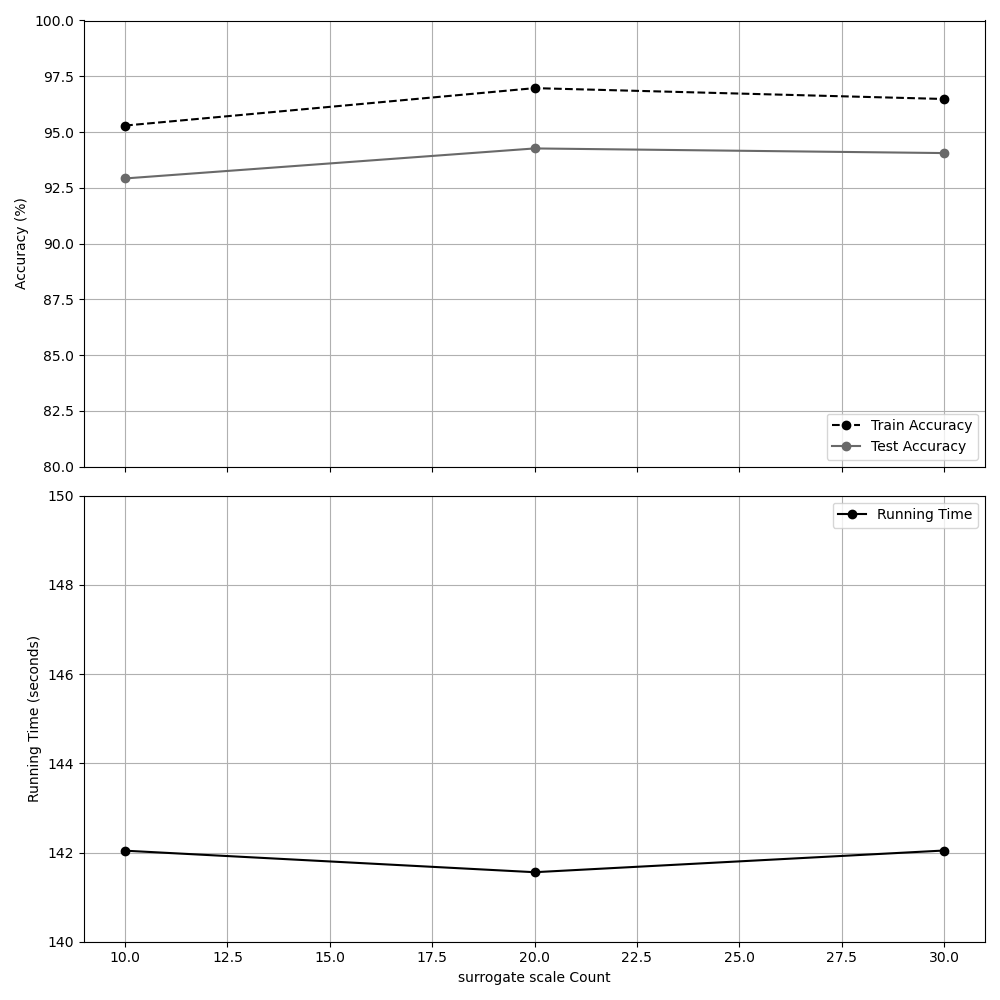 100.0
97.5
95.0
92.5
90.0
87.5
85.0
82.5
80.0
Accuracy (%)
Train Accuracy
Test Accuracy
150
148
146
144
142
140
Running Time (seconds)
Running Time
10.0 12.5 15.0 17.5 20.0 22.5 25.0 27.5 30.0
surrogate scale Count